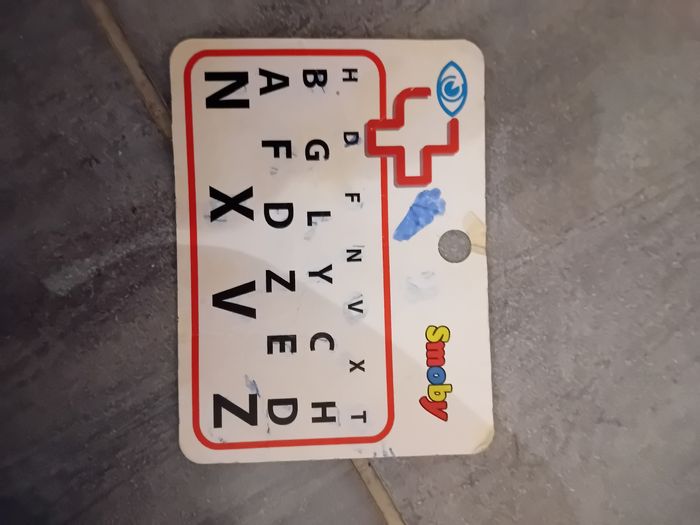 Smoby
H D F N V X T
B G L Y C H
A F D Z E D
N X V Z